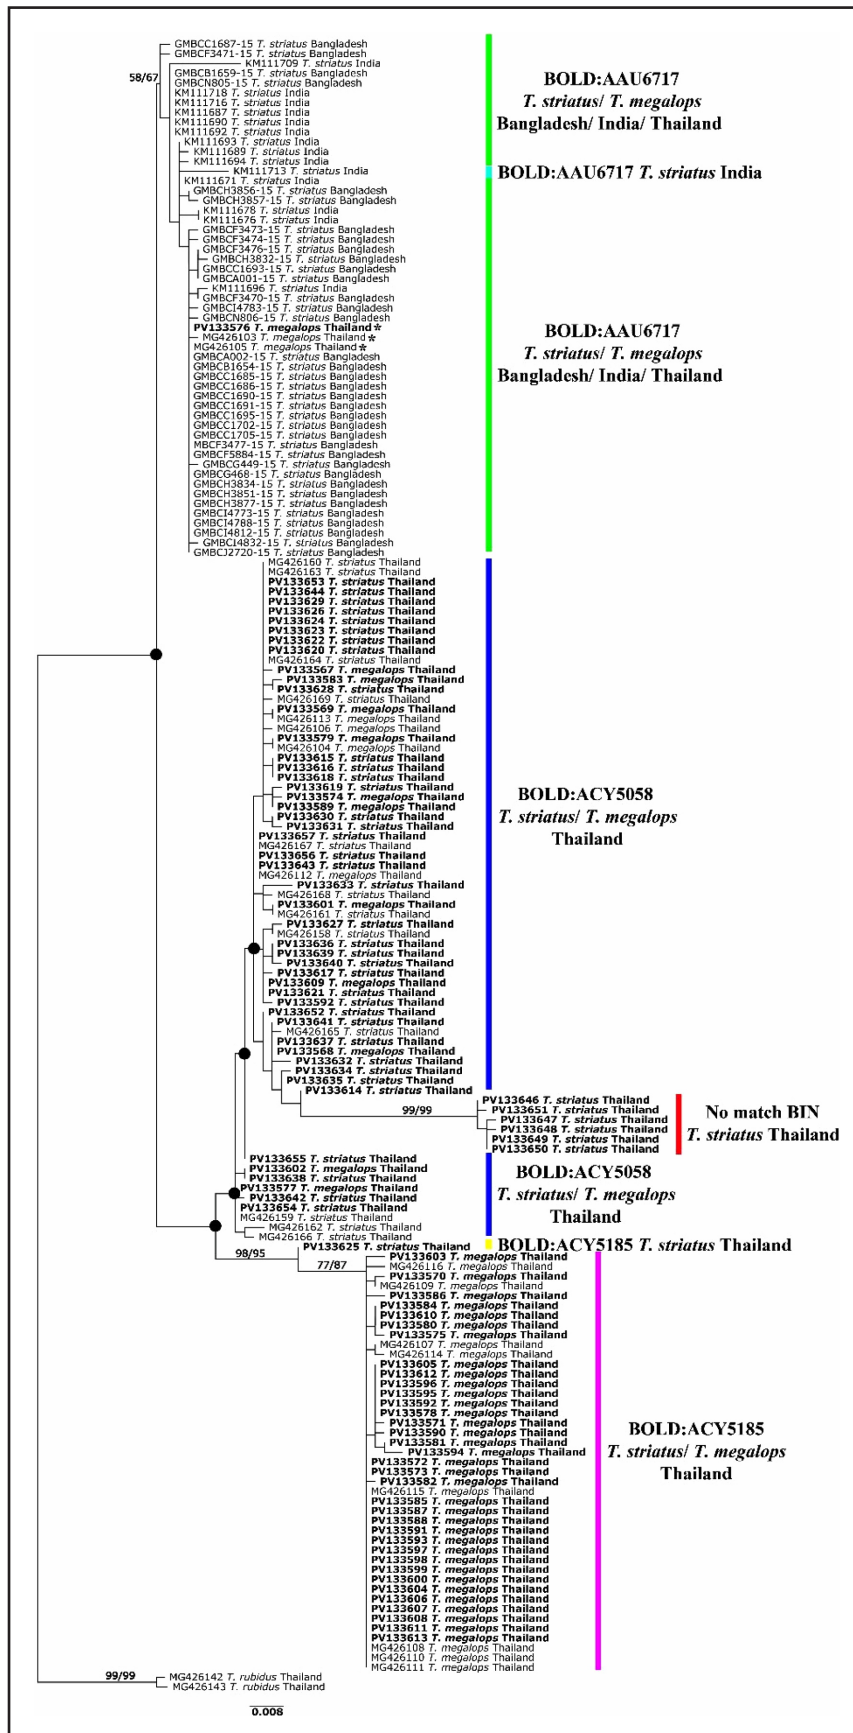 GMBCC1687-15 T. striatus Bangladesh
GMBCF3471-15 T. striatus Bangladesh
KM111709 T. striatus India
58/67
GMBCB1659-15 T. striatus Bangladesh
GMBCN805-15 T. striatus Bangladesh
KM111718 T. striatus India
KM111716 T. striatus India
KM111687 T. striatus India
KM111690 T. striatus India
KM111692 T. striatus India
KM111693 T. striatus India
KM111689 T. striatus India
KM111694 T. striatus India
KM111713 T. striatus India
KM111671 T. striatus India
GMBCH3856-15 T. striatus Bangladesh
GMBCH3857-15 T. striatus Bangladesh
KM111678 T. striatus India
KM111676 T. striatus India
GMBCF3473-15 T. striatus Bangladesh
GMBCF3474-15 T. striatus Bangladesh
GMBCF3476-15 T. striatus Bangladesh
GMBCH3832-15 T. striatus Bangladesh
GMBCC1693-15 T. striatus Bangladesh
GMBCA001-15 T. striatus Bangladesh
KM111696 T. striatus India
GMBCF3470-15 T. striatus Bangladesh
GMBCI4783-15 T. striatus Bangladesh
GMBCN806-15 T. striatus Bangladesh
PV133576 T. megalops Thailand*
MG426103 T. megalops Thailand*
MG426105 T. megalops Thailand*
GMBCA002-15 T. striatus Bangladesh
GMBCB1654-15 T. striatus Bangladesh
GMBCC1685-15 T. striatus Bangladesh
GMBCC1686-15 T. striatus Bangladesh
GMBCC1690-15 T. striatus Bangladesh
GMBCC1691-15 T. striatus Bangladesh
GMBCC1695-15 T. striatus Bangladesh
GMBCC1702-15 T. striatus Bangladesh
GMBCC1705-15 T. striatus Bangladesh
MBCF3477-15 T. striatus Bangladesh
GMBCF5884-15 T. striatus Bangladesh
GMBCG449-15 T. striatus Bangladesh
GMBCG468-15 T. striatus Bangladesh
GMBCH3834-15 T. striatus Bangladesh
GMBCH3851-15 T. striatus Bangladesh
GMBCH3877-15 T. striatus Bangladesh
GMBCI4773-15 T. striatus Bangladesh
GMBCI4788-15 T. striatus Bangladesh
GMBCI4812-15 T. striatus Bangladesh
GMBCI4832-15 T. striatus Bangladesh
GMBCJ2720-15 T. striatus Bangladesh
MG426160 T. striatus Thailand
MG426163 T. striatus Thailand
PV133653 T. striatus Thailand
PV133644 T. striatus Thailand
PV133629 T. striatus Thailand
PV133626 T. striatus Thailand
PV133624 T. striatus Thailand
PV133623 T. striatus Thailand
PV133622 T. striatus Thailand
PV133620 T. striatus Thailand
MG426164 T. striatus Thailand
PV133567 T. megalops Thailand
PV133583 T. megalops Thailand
PV133628 T. striatus Thailand
MG426169 T. striatus Thailand
PV133569 T. megalops Thailand
MG426113 T. megalops Thailand
MG426106 T. megalops Thailand
PV133579 T. megalops Thailand
MG426104 T. megalops Thailand
PV133615 T. striatus Thailand
PV133616 T. striatus Thailand
PV133618 T. striatus Thailand
PV133619 T. striatus Thailand
PV133574 T. megalops Thailand
PV133589 T. megalops Thailand
PV133630 T. striatus Thailand
PV133631 T. striatus Thailand
PV133657 T. striatus Thailand
MG426167 T. striatus Thailand
PV133656 T. striatus Thailand
PV133643 T. striatus Thailand
MG426112 T. megalops Thailand
PV133633 T. striatus Thailand
MG426168 T. striatus Thailand
PV133601 T. megalops Thailand
MG426161 T. striatus Thailand
PV133627 T. striatus Thailand
MG426158 T. striatus Thailand
PV133636 T. striatus Thailand
PV133639 T. striatus Thailand
PV133640 T. striatus Thailand
PV133617 T. striatus Thailand
PV133609 T. megalops Thailand
PV133621 T. striatus Thailand
PV133592 T. striatus Thailand
PV133652 T. striatus Thailand
PV133641 T. striatus Thailand
MG426165 T. striatus Thailand
PV133637 T. striatus Thailand
PV133568 T. megalops Thailand
PV133632 T. striatus Thailand
PV133634 T. striatus Thailand
PV133635 T. striatus Thailand
PV133614 T. striatus Thailand
99/99
PV133646 T. striatus Thailand
PV133651 T. striatus Thailand
PV133647 T. striatus Thailand
PV133648 T. striatus Thailand
PV133649 T. striatus Thailand
PV133650 T. striatus Thailand
PV133655 T. striatus Thailand
PV133602 T. megalops Thailand
PV133638 T. striatus Thailand
PV133577 T. megalops Thailand
PV133642 T. striatus Thailand
PV133654 T. striatus Thailand
MG426159 T. striatus Thailand
MG426162 T. striatus Thailand
MG426166 T. striatus Thailand
PV133625 T. striatus Thailand
98/95
77/87
PV133603 T. megalops Thailand
MG426116 T. megalops Thailand
PV133570 T. megalops Thailand
MG426109 T. megalops Thailand
PV133586 T. megalops Thailand
PV133584 T. megalops Thailand
PV133610 T. megalops Thailand
PV133580 T. megalops Thailand
PV133575 T. megalops Thailand
MG426107 T. megalops Thailand
MG426114 T. megalops Thailand
PV133605 T. megalops Thailand
PV133612 T. megalops Thailand
PV133596 T. megalops Thailand
PV133595 T. megalops Thailand
PV133592 T. megalops Thailand
PV133578 T. megalops Thailand
PV133571 T. megalops Thailand
PV133590 T. megalops Thailand
PV133581 T. megalops Thailand
PV133594 T. megalops Thailand
PV133572 T. megalops Thailand
PV133573 T. megalops Thailand
PV133582 T. megalops Thailand
MG426115 T. megalops Thailand
PV133585 T. megalops Thailand
PV133587 T. megalops Thailand
PV133588 T. megalops Thailand
PV133591 T. megalops Thailand
PV133593 T. megalops Thailand
PV133597 T. megalops Thailand
PV133598 T. megalops Thailand
PV133599 T. megalops Thailand
PV133600 T. megalops Thailand
PV133604 T. megalops Thailand
PV133606 T. megalops Thailand
PV133607 T. megalops Thailand
PV133608 T. megalops Thailand
PV133611 T. megalops Thailand
PV133613 T. megalops Thailand
MG426108 T. megalops Thailand
MG426110 T. megalops Thailand
MG426111 T. megalops Thailand
99/99
MG426142 T. rubidus Thailand
MG426143 T. rubidus Thailand
0.008
BOLD:AAU6717
T. striatus/ T. megalops
Bangladesh/ India/ Thailand
BOLD:AAU6717 T. striatus India
BOLD:AAU6717
T. striatus/ T. megalops
Bangladesh/ India/ Thailand
BOLD:ACY5058
T. striatus/ T. megalops
Thailand
No match BIN
T. striatus Thailand
BOLD:ACY5058
T. striatus/ T. megalops
Thailand
BOLD:ACY5185 T. striatus Thailand
BOLD:ACY5185
T. striatus/ T. megalops
Thailand